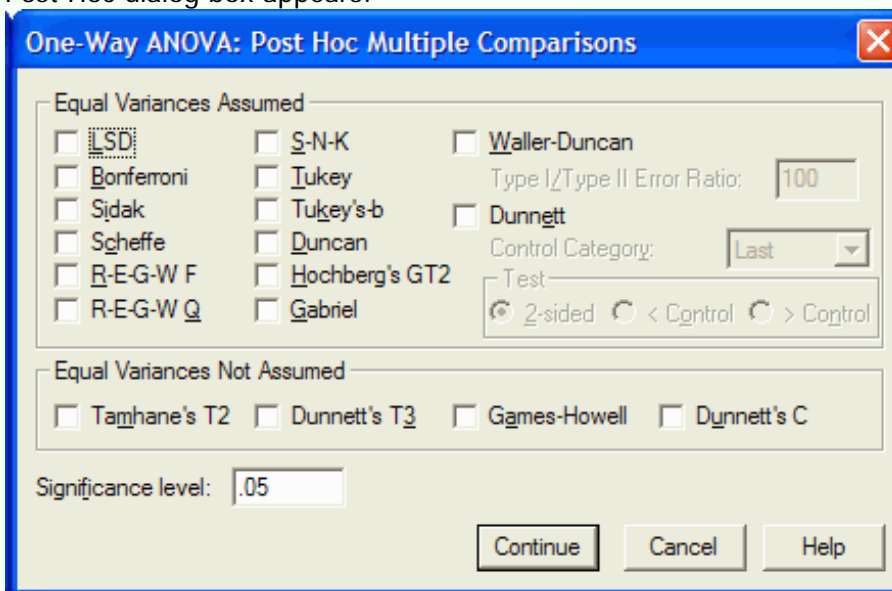 Post Hoc dialog box appears:
One-Way ANOVA: Post Hoc Multiple Comparisons
Equal Variances Assumed
LSD S-N-K Waller-Duncan
Bonferroni Tukey Type I/Type II Error Ratio: 100
Sidak Tukey's-b Dunnett
Scheffe Duncan Control Category: Last
R-E-G-W F Hochberg's GT2 Test
R-E-G-W Q Gabriel 2-sided < Control > Control
Equal Variances Not Assumed
Tamhane's T2 Dunnett's T3 Games-Howell Dunnett's C
Significance level: .05
Continue Cancel Help